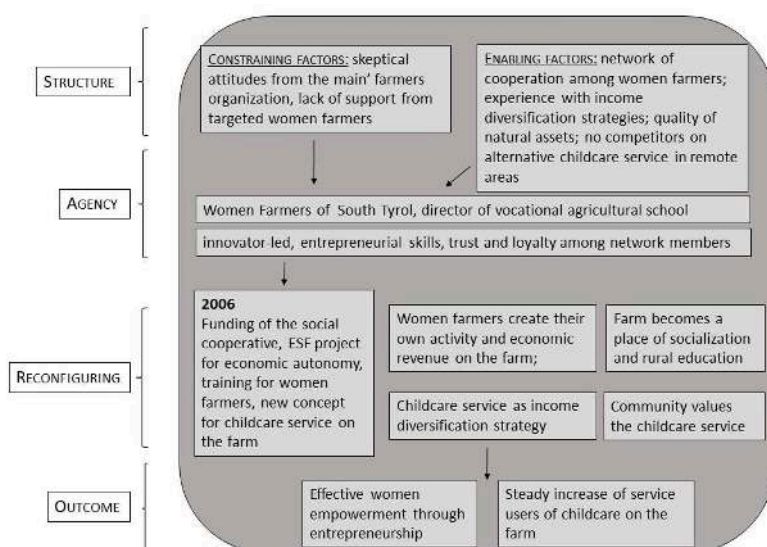 STRUCTURE
CONSTRAINING FACTORS: skeptical
attitudes from the main' farmers
organization, lack of support from
targeted women farmers
ENABLING FACTORS: network of
cooperation among women farmers;
experience with income
diversification strategies; quality of
natural assets; no competitors on
alternative childcare service in remote
areas
AGENCY
Women Farmers of South Tyrol, director of vocational agricultural school
innovator-led, entrepreneurial skills, trust and loyalty among network members
RECONFIGURING
2006
Funding of the social
cooperative, ESF project
for economic autonomy,
training for women
farmers, new concept
for childcare service on
the farm
Women farmers create their
own activity and economic
revenue on the farm;
Farm becomes a
place of socialization
and rural education
Childcare service as income
diversification strategy
Community values
the childcare service
OUTCOME
Effective women
empowerment through
entrepreneurship
Steady increase of service
users of childcare on the
farm